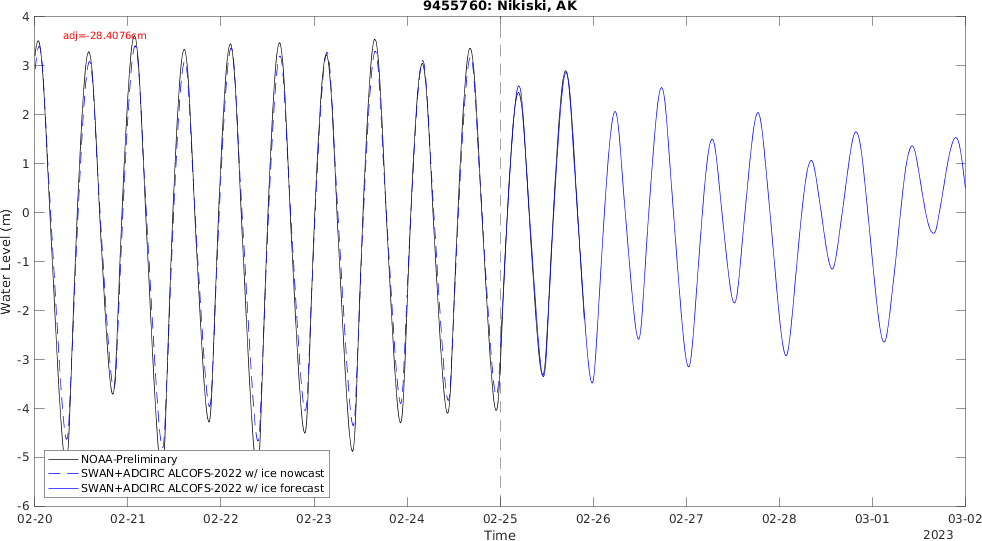 9455760: Nikiski, AK
adj=-28.4076cm
4
3
2
1
0
-1
-2
-3
-4
-5
-6
Water Level (m)
NOAA-Preliminary
SWAN+ADCIRC ALCOFS-2022 w/ ice nowcast
SWAN+ADCIRC ALCOFS-2022 w/ ice forecast
02-20 02-21 02-22 02-23 02-24 02-25 02-26 02-27 02-28 03-01 03-02
Time
2023